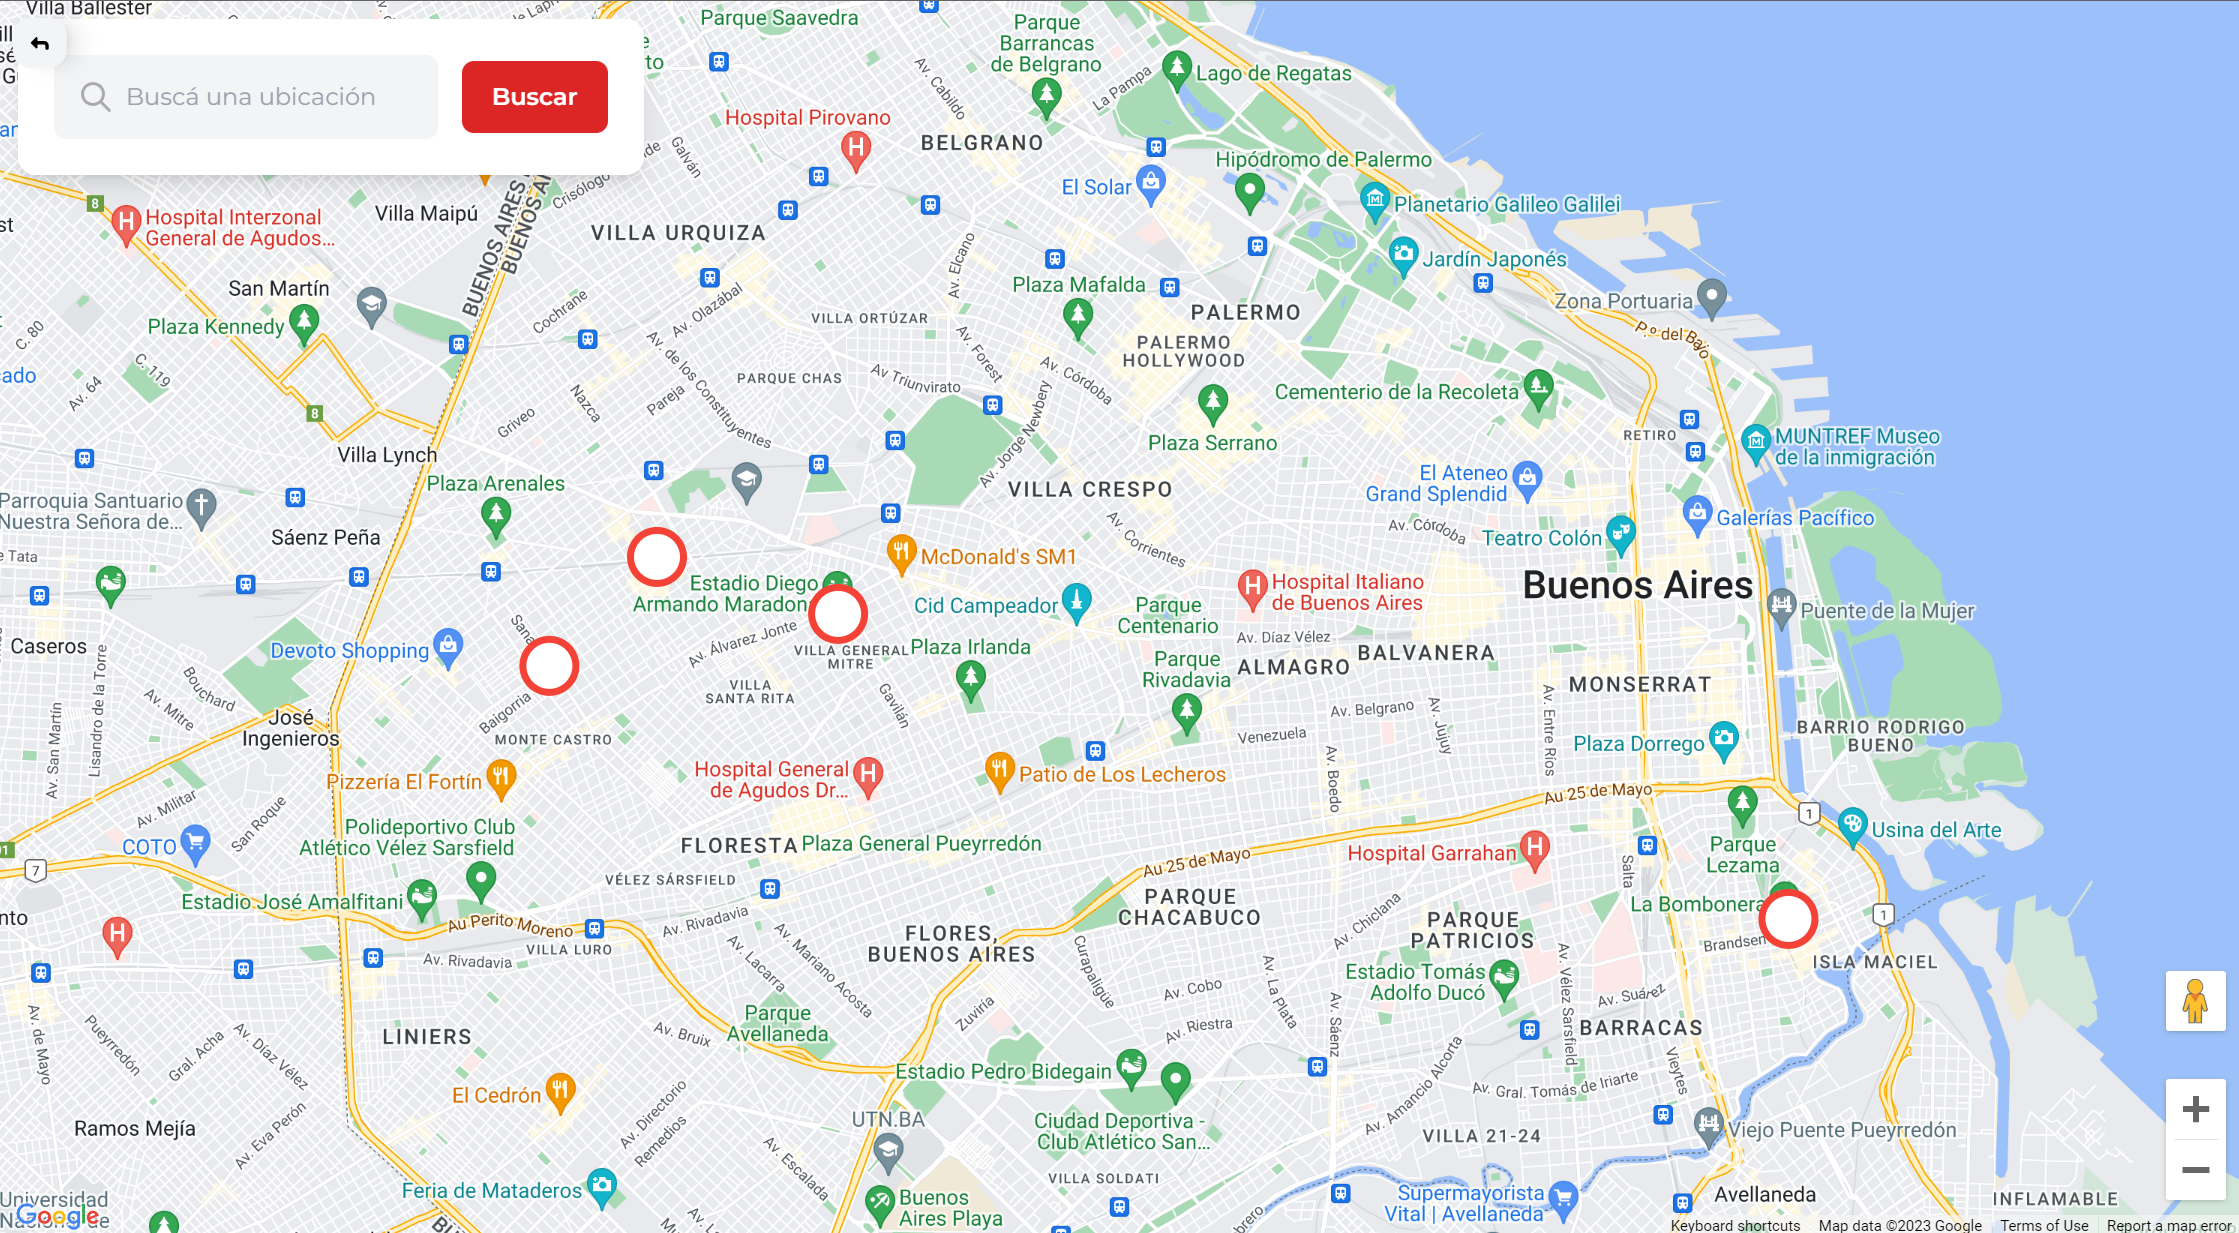 Villa Ballester
Parque Saavedra
Parque
Barrancas
de Belgrano
Lago de Regatas
La Pampa
Av. Cabildo
Buscá una ubicación
Buscar
Hospital Pirovano
BELGRANO
Galván
Crisólogo
Hipódromo de Palermo
El Solar
Planetario Galileo Galilei
8
Hospital Interzonal
General de Agudos...
Villa Maipú
BUENOS AIRES
VILLA URQUIZA
Av. Elcano
Jardín Japonés
San Martín
Plaza Mafalda
Zona Portuaria
Plaza Kennedy
Cochrane
Av. Olazábal
VILLA ORTÚZAR
PALERMO
P.º del Bajo
C. 80
PALERMO
HOLLYWOOD
C. 119
Av. 64
Av. de los Constituyentes
PARQUE CHAS
Av. Forest
Av Triunvirato
Av. Córdoba
Cementerio de la Recoleta
8
Griveo
Nazca
Pareja
Av. Jorge Newbery
Plaza Serrano
RETIRO
MUNTREF Museo
de la inmigración
Villa Lynch
Plaza Arenales
El Ateneo
Grand Splendid
VILLA CRESPO
Parroquia Santuario
Nuestra Señora de...
Av. Córdoba
Galerías Pacífico
Sáenz Peña
Av. Corrientes
Teatro Colón
Tate
McDonald's SM1
Estadio Diego
Armando Maradon
Hospital Italiano
de Buenos Aires
Buenos Aires
Cid Campeador
Parque
Centenario
Puente de la Mujer
Caseros
Devoto Shopping
Av. Álvarez Jonte
VILLA GENERAL
MITRE
Plaza Irlanda
Av. Díaz Vélez
ALMAGRO
BALVANERA
Parque
Rivadavia
Lisandro de la Torre
Bouchard
Av. Mitre
VILLA
SANTA RITA
Gavilán
MONSERRAT
Av. Belgrano
Av. Jujuy
Av. Entre Ríos
José
Ingenieros
Baigorria
MONTE CASTRO
Venezuela
BARRIO RODRIGO
BUENO
Av. San Martín
Plaza Dorrego
Pizzería El Fortín
Hospital General
de Agudos Dr...
Patio de Los Lecheros
Av. Boedo
Au 25 de Mayo
1
Av. Militar
San Roque
Polideportivo Club
Atlético Vélez Sarsfield
COTO
FLORESTA
Plaza General Pueyrredón
Au 25 de Mayo
Hospital Garrahan
Parque
Lezama
Usina del Arte
7
VÉLEZ SÁRSFIELD
Salta
Estadio José Amalfitani
PARQUE
CHACABUCO
La Bombonera
Au Perito Moreno
Av. Rivadavia
Av. Chiclana
PARQUE
PATRICIOS
1
VILLA LURO
FLORES,
BUENOS AIRES
Brandsen
ISLA MACIEL
Av. Rivadavia
Av. Lacarra
Av. Mariano Acosta
Curapaligüe
Av. La Plata
Estadio Tomás
Adolfo Ducó
Av. Vélez Sarsfield
Av. Cobo
Av. Suárez
Zuviría
Av. Sáenz
Av. de Mayo
Pueyrredón
Gral. Acha
Av. Díaz Vélez
LINIERS
Parque
Avellaneda
Av. Bruix
Av. Riestra
BARRACAS
Estadio Pedro Bidegain
Av. Amancio Alcorta
Vieytes
El Cedrón
Av. Gral. Tomás de Iriarte
Av. Directorio
Remedios
UTN.BA
Ciudad Deportiva -
Club Atlético San...
Ramos Mejía
Av. Eva Perón
VILLA 21-24
Viejo Puente Pueyrredón
Av. Escalada
VILLA SOLDATI
Feria de Mataderos
Universidad
Google
Buenos
Aires Playa
Supermayorista
Vital | Avellaneda
Avellaneda
INFLAMABLE
Keyboard shortcuts
Map data ©2023 Google
Terms of Use
Report a map error